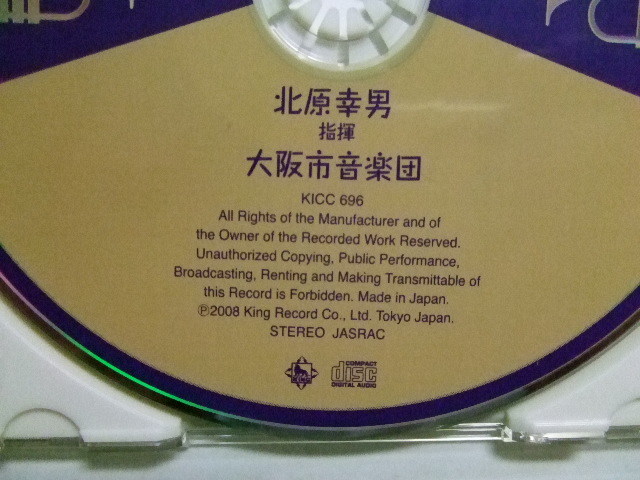 北原幸男
指揮
大阪市音楽団
KICC 696
All Rights of the Manufacturer and of
the Owner of the Recorded Work Reserved.
Unauthorized Copying, Public Performance,
Broadcasting, Renting and Making Transmittable of
this Record is Forbidden. Made in Japan.
℗2008 King Record Co., Ltd. Tokyo Japan.
STEREO JASRAC
KING
COMPACT
disc
DIGITAL AUDIO